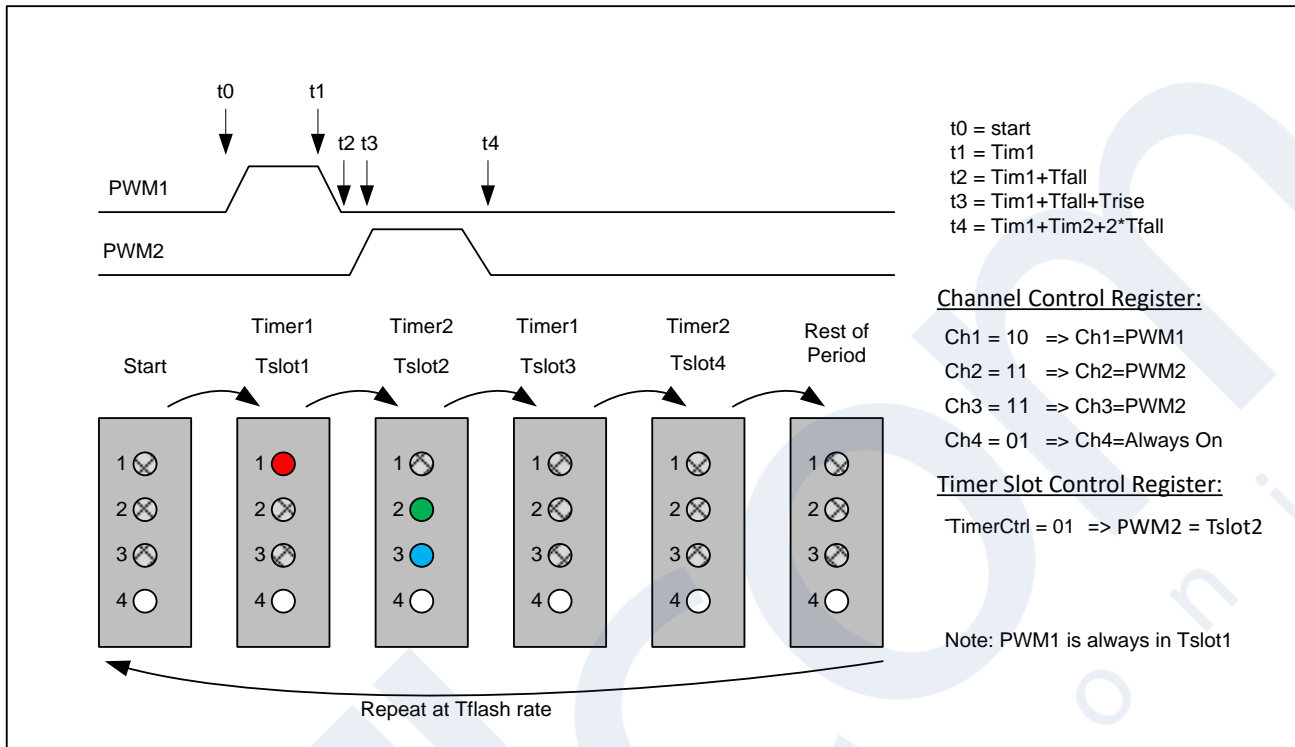 t0
t1
t2
t3
t4
PWM1
PWM2
t0 = start
t1 = Tim1
t2 = Tim1+Tfall
t3 = Tim1+Tfall+Trise
t4 = Tim1+Tim2+2*Tfall
Channel Control Register:
Ch1 = 10 => Ch1=PWM1
Ch2 = 11 => Ch2=PWM2
Ch3 = 11 => Ch3=PWM2
Ch4 = 01 => Ch4=Always On
Timer Slot Control Register:
TimerCtrl = 01 => PWM2 = Tslot2
Note: PWM1 is always in Tslot1
Start
Timer1
Tslot1
Timer2
Tslot2
Timer1
Tslot3
Timer2
Tslot4
Rest of
Period
1
2
3
4
1
2
3
4
1
2
3
4
1
2
3
4
1
2
3
4
1
2
3
4
Repeat at Tflash rate